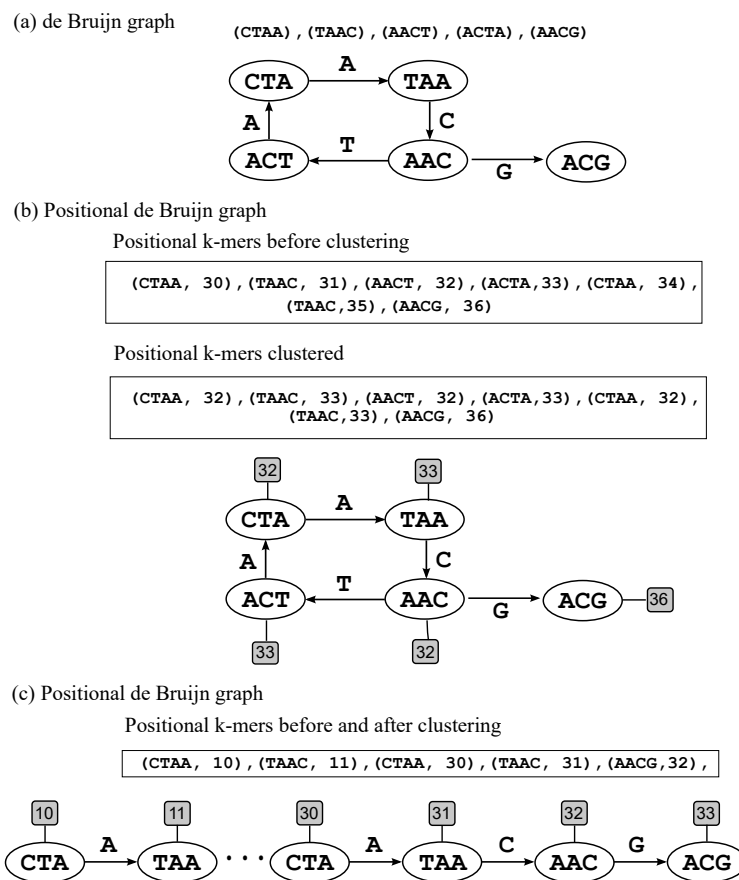 (a) de Bruijn graph
(CTAA),(TAAC),(AACT),(ACTA),(AACG)
CTA A TAA
A C
ACT T AAC G ACG
(b) Positional de Bruijn graph
Positional k-mers before clustering
(CTAA, 30),(TAAC, 31),(AACT, 32),(ACTA,33),(CTAA, 34),
(TAAC,35),(AACG, 36)
Positional k-mers clustered
(CTAA, 32),(TAAC, 33),(AACT, 32),(ACTA,33),(CTAA, 32),
(TAAC,33),(AACG, 36)
32 33
CTA A TAA
A C
ACT T AAC G ACG 36
33 32
(c) Positional de Bruijn graph
Positional k-mers before and after clustering
(CTAA, 10),(TAAC, 11),(CTAA, 30),(TAAC, 31),(AACG,32),
10 11 30 31 32 33
CTA A TAA ··· CTA A TAA C AAC G ACG